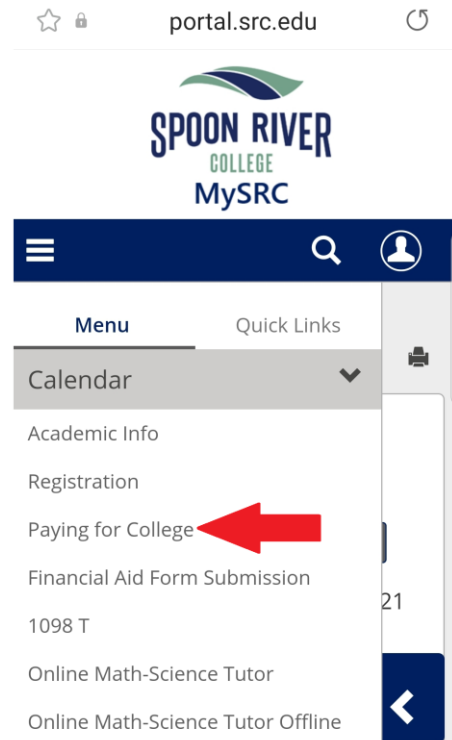 portal.src.edu
SPOON RIVER
COLLEGE
MySRC
Menu
Quick Links
Calendar
Academic Info
Registration
Paying for College
Financial Aid Form Submission
21
1098 T
Online Math-Science Tutor
Online Math-Science Tutor Offline